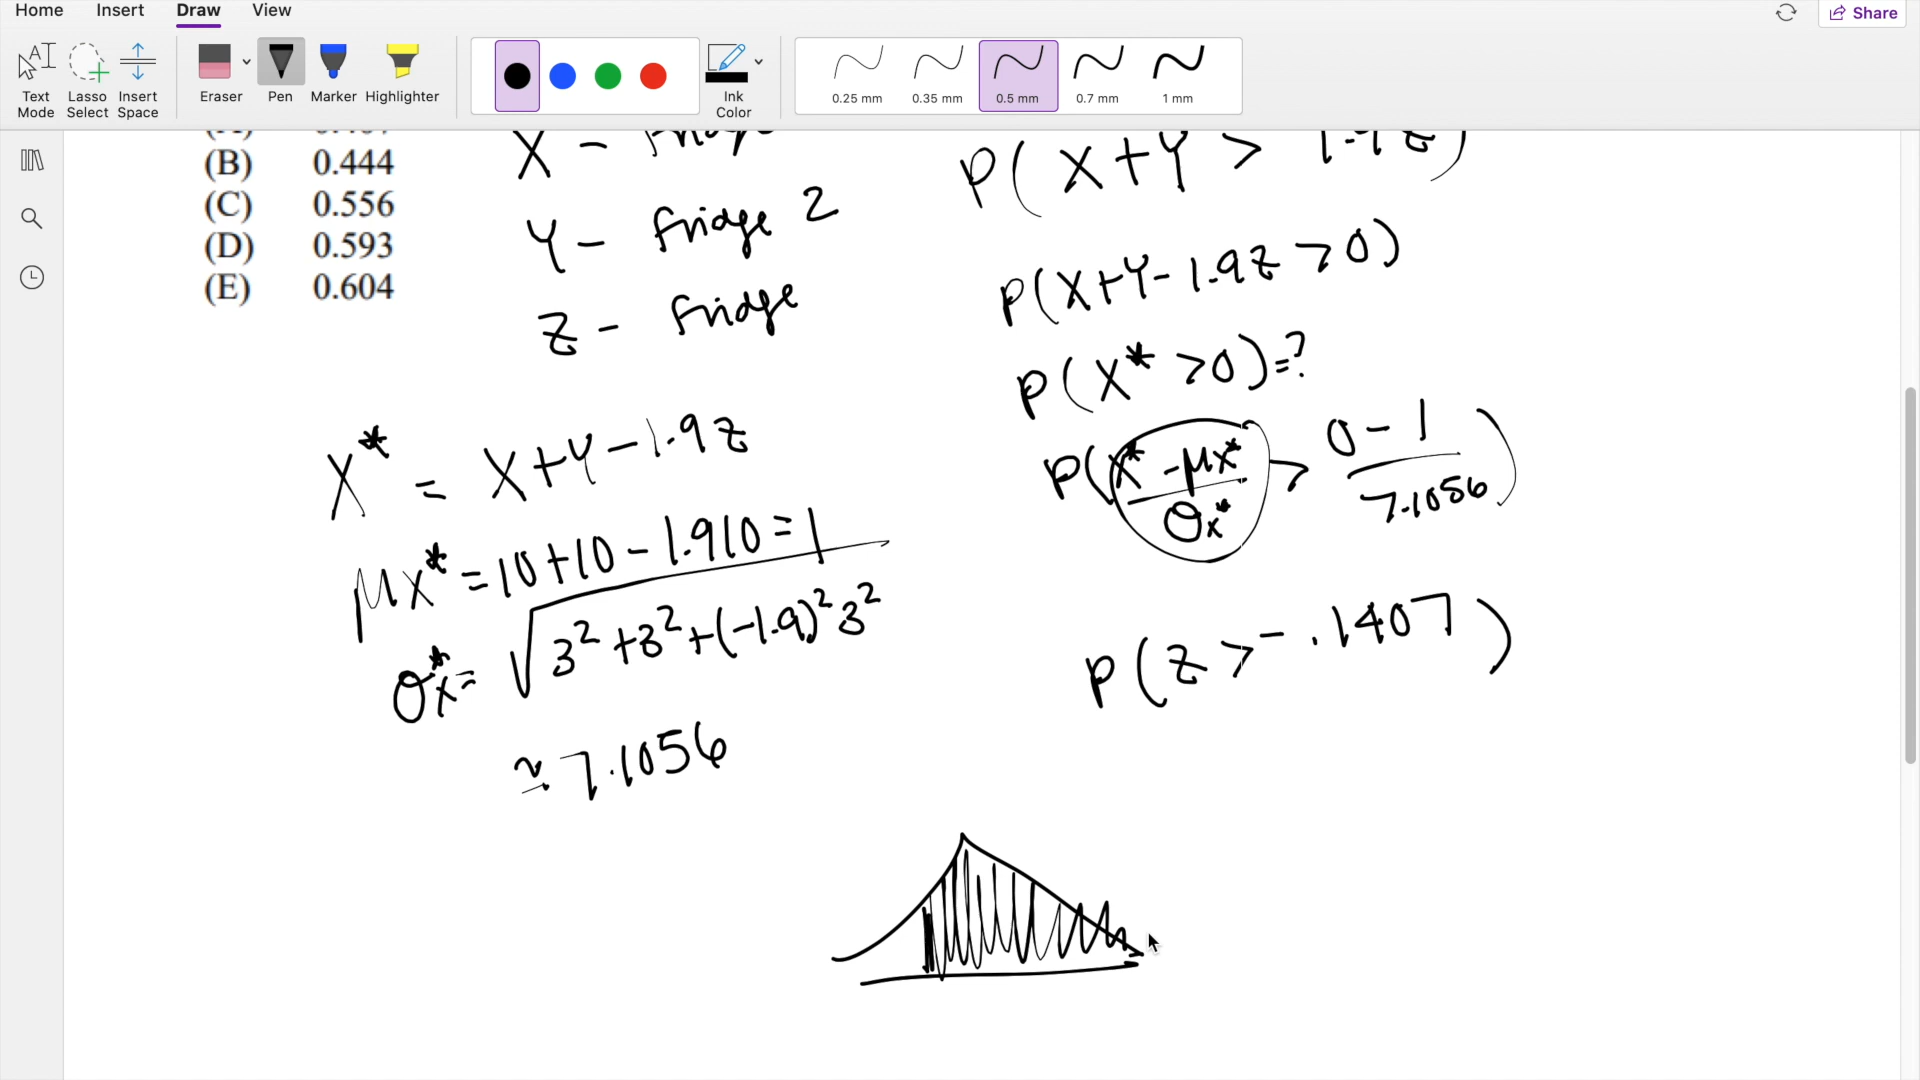 Home Insert Draw View
Share
Text Mode
Lasso Select
Insert Space
Eraser
Pen
Marker
Highlighter
Ink Color
0.25 mm
0.35 mm
0.5 mm
0.7 mm
1 mm
(B) 0.444
(C) 0.556
(D) 0.593
(E) 0.604
X -
Y - fridge 2
Z - fridge
X* = X+Y-1.9Z
μx* = 10+10-1.910=1
σx* = √3²+3²+(-1.9)²3²
≈ 7.1056
P(X+Y >
P(X+Y-1.9Z >0)
P(X* >0)=?
P(X* - μx* / σx* > 0-1 / 7.1056)
P(Z > -.1407)